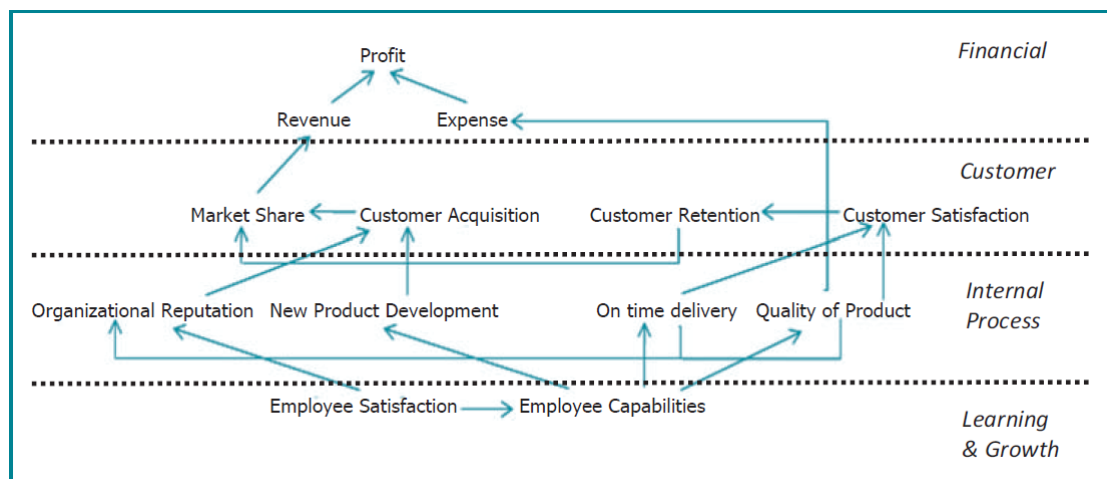 Financial
Profit
Revenue
Expense
Customer
Market Share
Customer Acquisition
Customer Retention
Customer Satisfaction
Organizational Reputation
New Product Development
On time delivery
Quality of Product
Internal
Process
Employee Satisfaction
Employee Capabilities
Learning
& Growth